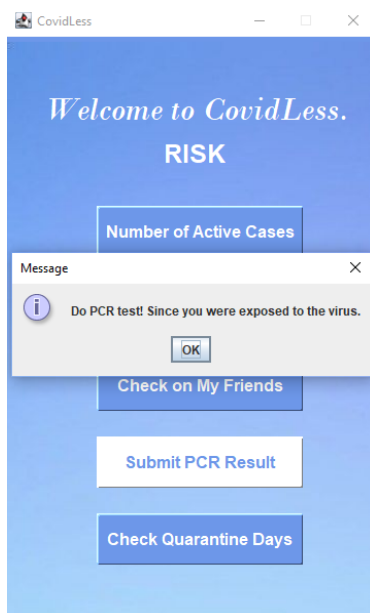 CovidLess
Welcome to CovidLess.
RISK
Number of Active Cases
Message
Do PCR test! Since you were exposed to the virus.
OK
Check on My Friends
Submit PCR Result
Check Quarantine Days